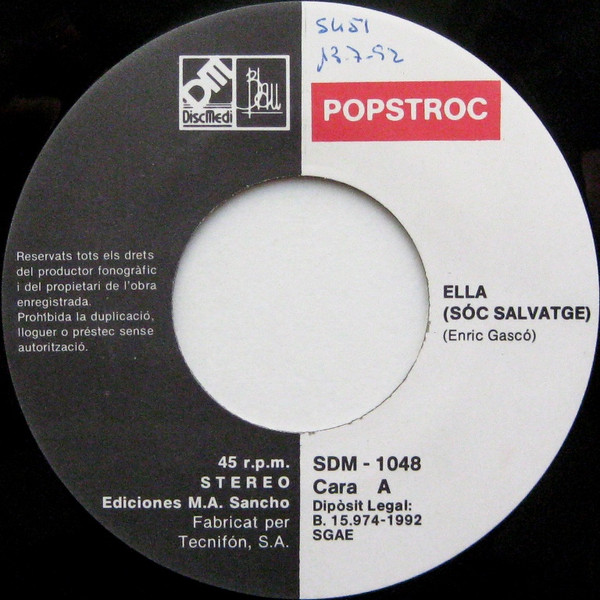 SU51
13-7-92
DM
DiscMedi
Blau
POPSTROC
Reservats tots els drets
del productor fonogràfic
i del propietari de l'obra
enregistrada.
Prohibida la duplicació,
lloguer o préstec sense
autorització.
ELLA
(SÓC SALVATGE)
(Enric Gascó)
45 r.p.m.
STEREO
Ediciones M.A. Sancho
Fabricat per
Tecnifón, S.A.
SDM - 1048
Cara A
Dipòsit Legal:
B. 15.974-1992
SGAE